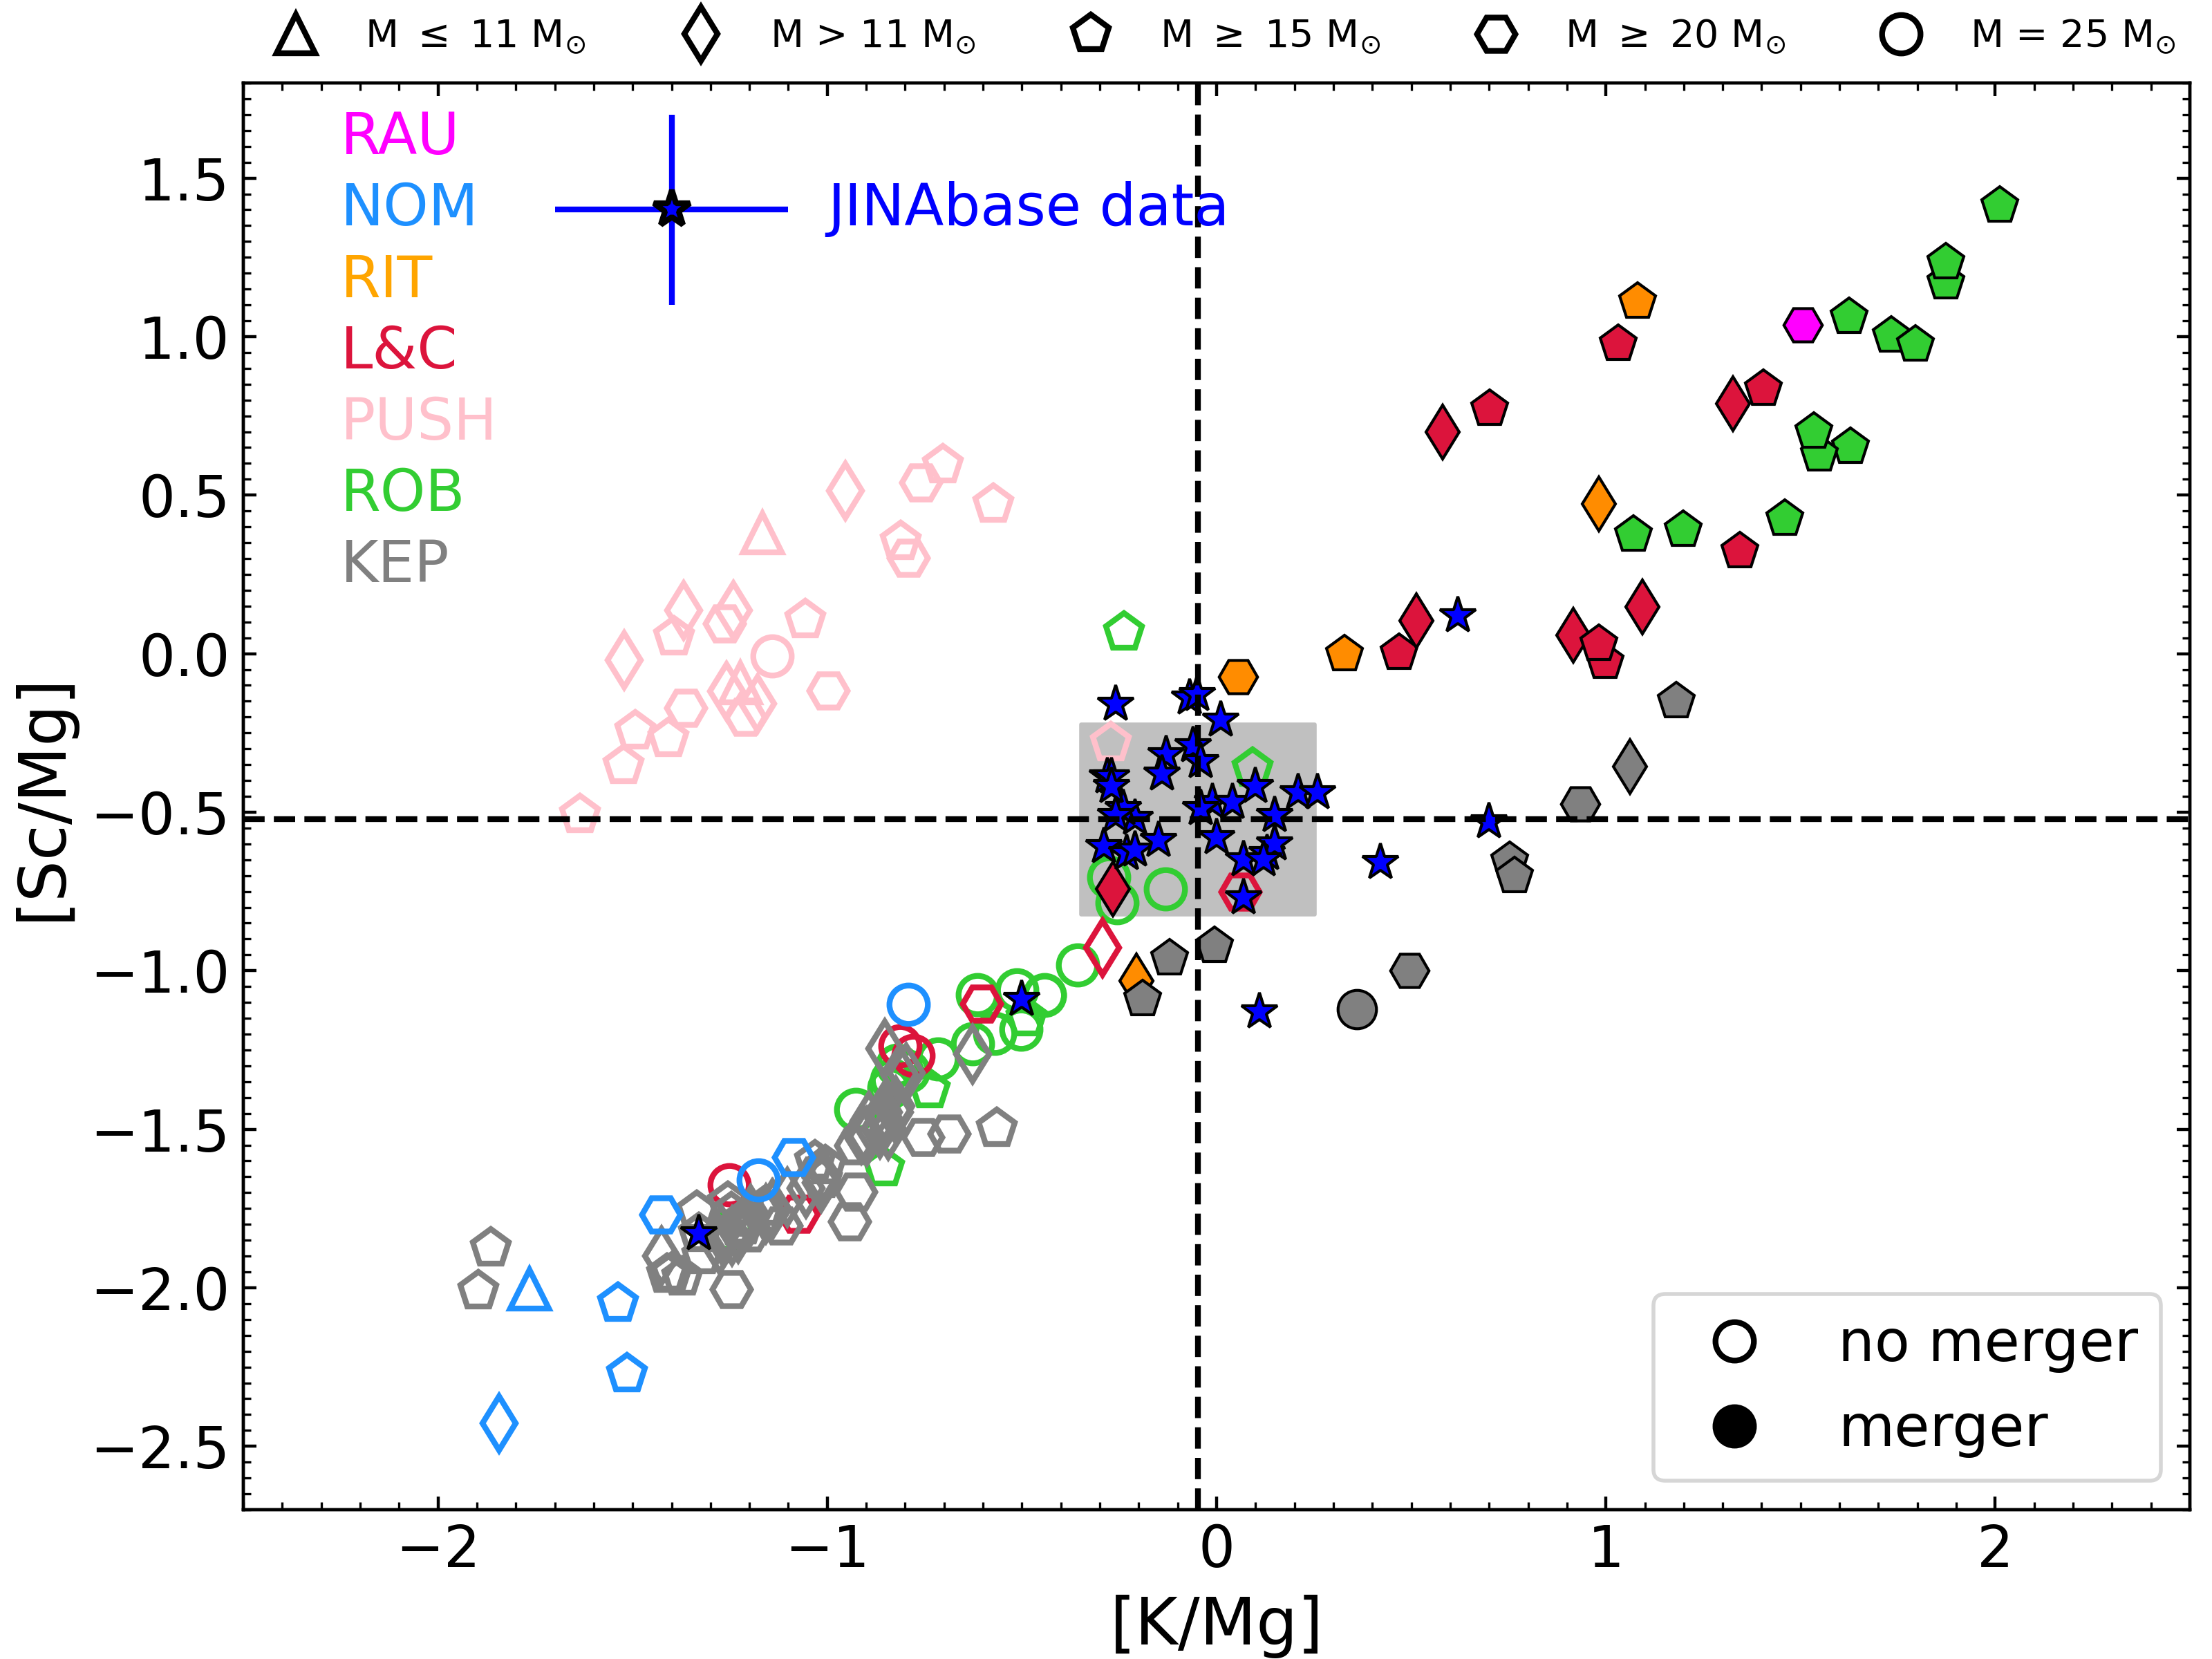 M ≤ 11 M☉ M > 11 M☉ M ≥ 15 M☉ M ≥ 20 M☉ M = 25 M☉
RAU
NOM
JINAbase data
RIT
L&C
PUSH
ROB
KEP
1.5
1.0
0.5
0.0
−0.5
−1.0
−1.5
−2.0
−2.5
[Sc/Mg]
no merger
merger
−2 −1 0 1 2
[K/Mg]